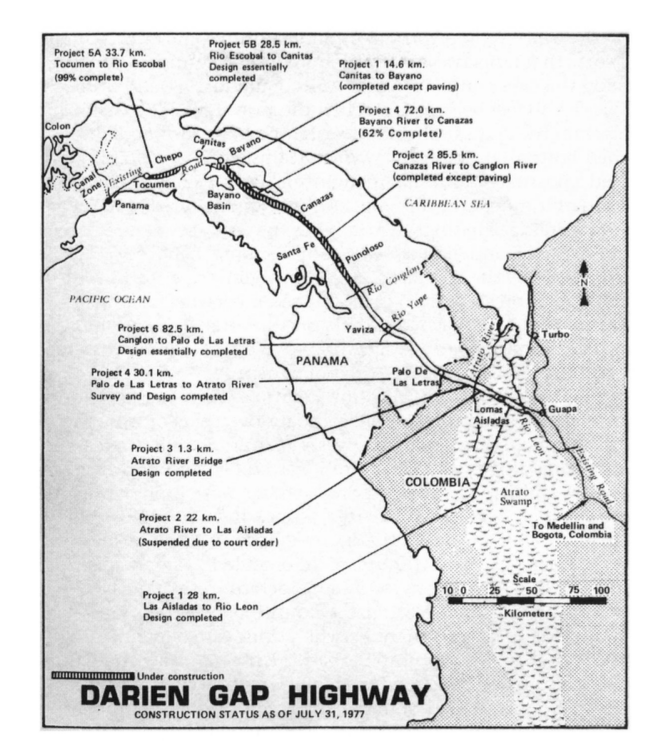 Project 5A 33.7 km.
Tocumen to Rio Escobal
(99% complete)
Project 5B 28.5 km.
Rio Escobal to Canitas
Design essentially
completed
Project 1 14.6 km.
Canitas to Bayano
(completed except paving)
Project 4 72.0 km.
Bayano River to Canazas
(62% Complete)
Project 2 85.5 km.
Canazas River to Canglon River
(completed except paving)
Colon
Canal
Zone
Existing
Road
Chepo
Canitas
Bayano
Tocumen
Panama
Bayano
Basin
Canazas
CARIBBEAN SEA
Santa Fe
Punoloso
Rio Conglon
PACIFIC OCEAN
N
Rio Yape
Yaviza
Atrato River
Turbo
Project 6 82.5 km.
Canglon to Palo de Las Letras
Design essentially completed
PANAMA
Project 4 30.1 km.
Palo de Las Letras to Atrato River
Survey and Design completed
Palo De
Las Letras
Lomas
Aisladas
Guapa
Rio Leon
Existing Road
Project 3 1.3 km.
Atrato River Bridge
Design completed
COLOMBIA
Atrato
Swamp
Project 2 22 km.
Atrato River to Las Aisladas
(Suspended due to court order)
To Medellin and
Bogota, Colombia
Project 1 28 km.
Las Aisladas to Rio Leon
Design completed
Scale
10 0 25 50 75 100
Kilometers
Under construction
DARIEN GAP HIGHWAY
CONSTRUCTION STATUS AS OF JULY 31, 1977